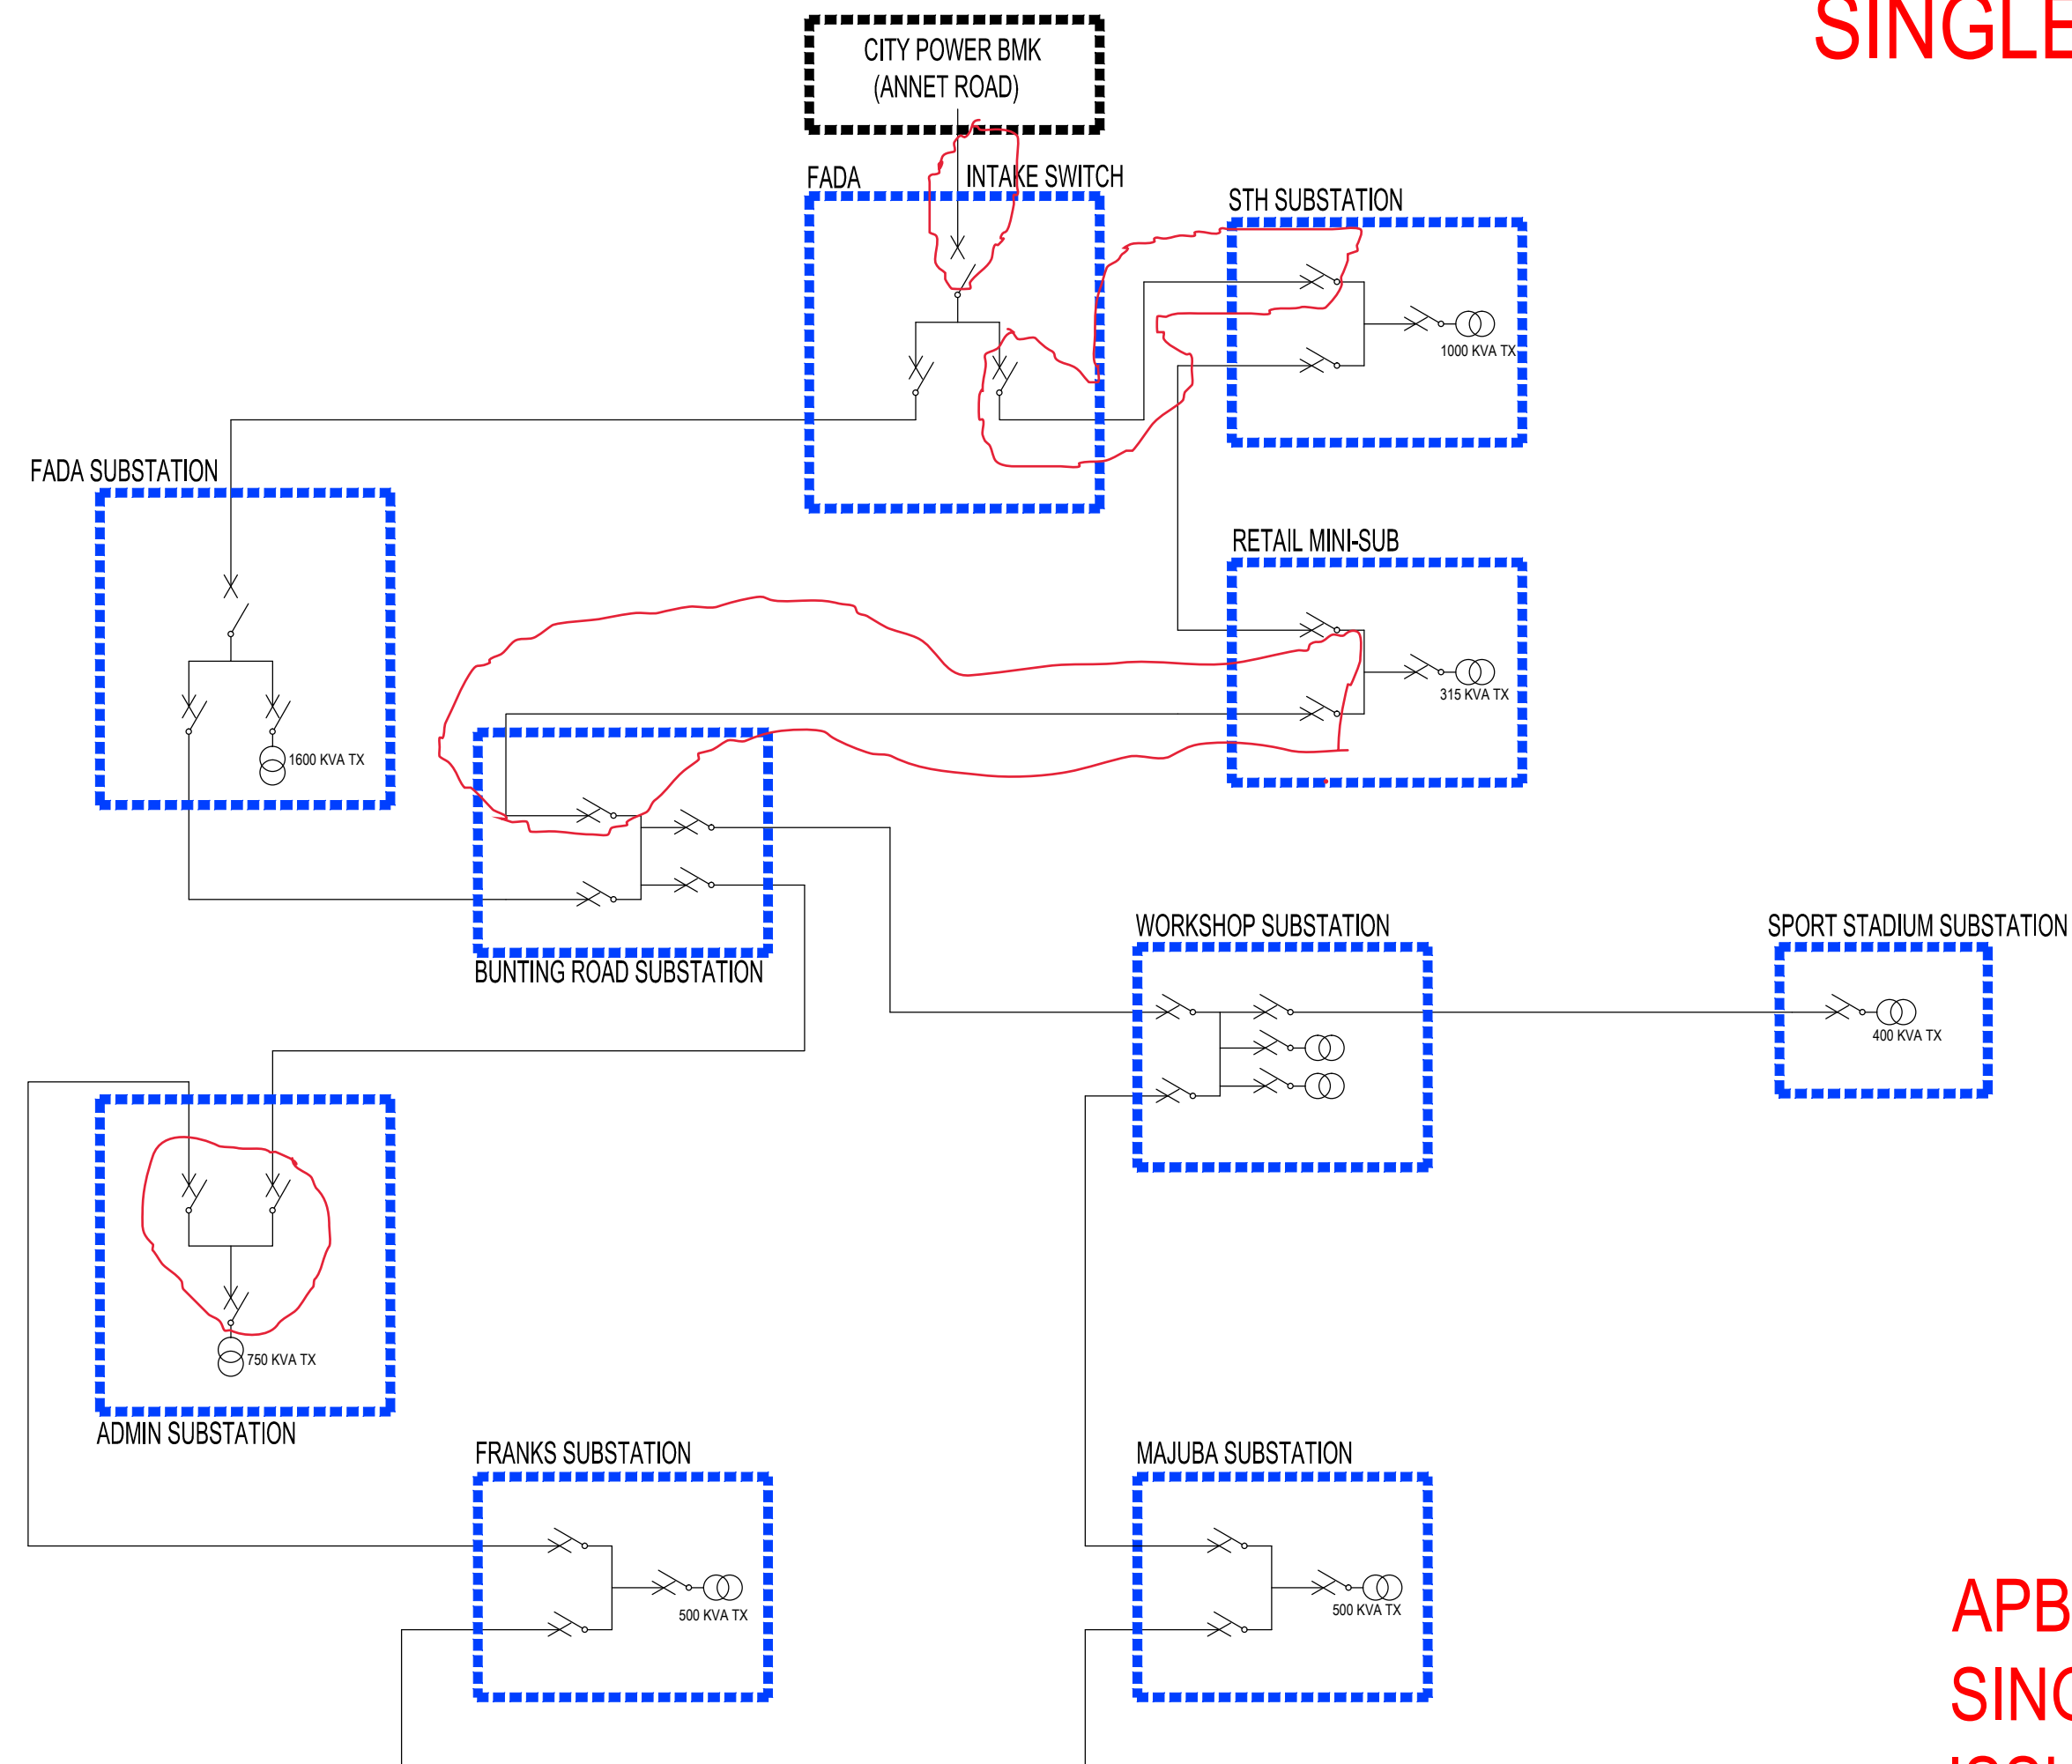 SINGLE
CITY POWER BMK
(ANNET ROAD)
FADA
INTAKE SWITCH
STH SUBSTATION
1000 KVA TX
FADA SUBSTATION
RETAIL MINI-SUB
315 KVA TX
1600 KVA TX
WORKSHOP SUBSTATION
SPORT STADIUM SUBSTATION
BUNTING ROAD SUBSTATION
400 KVA TX
750 KVA TX
ADMIN SUBSTATION
FRANKS SUBSTATION
MAJUBA SUBSTATION
500 KVA TX
500 KVA TX
APB
SING